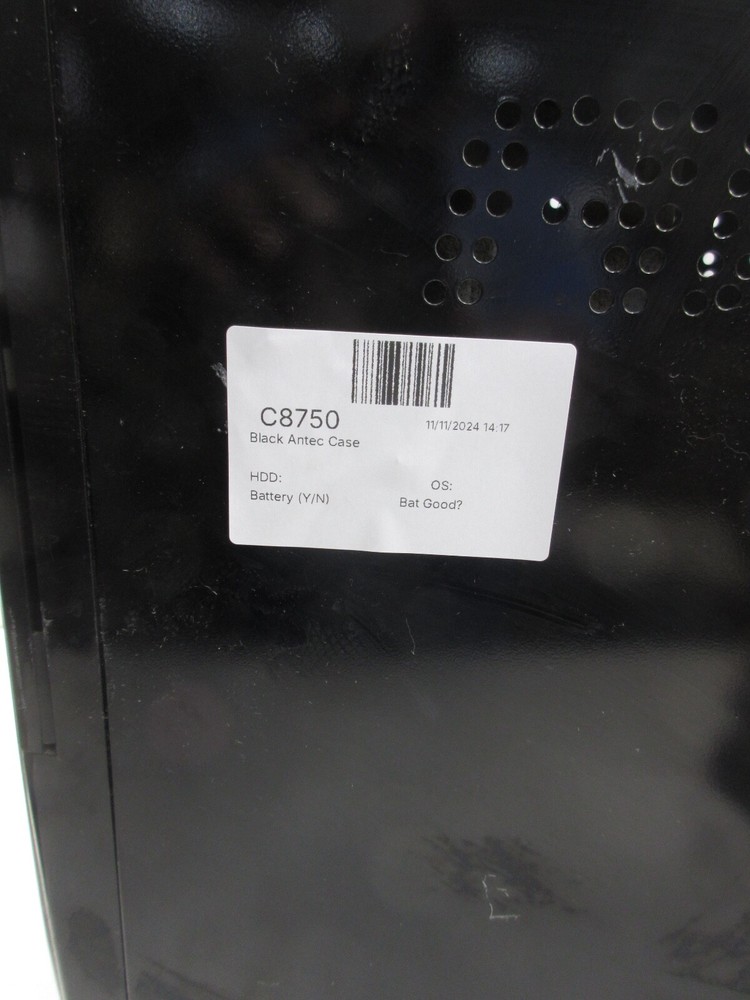 C8750
11/11/2024 14:17
Black Antec Case
HDD:
OS:
Battery (Y/N)
Bat Good?